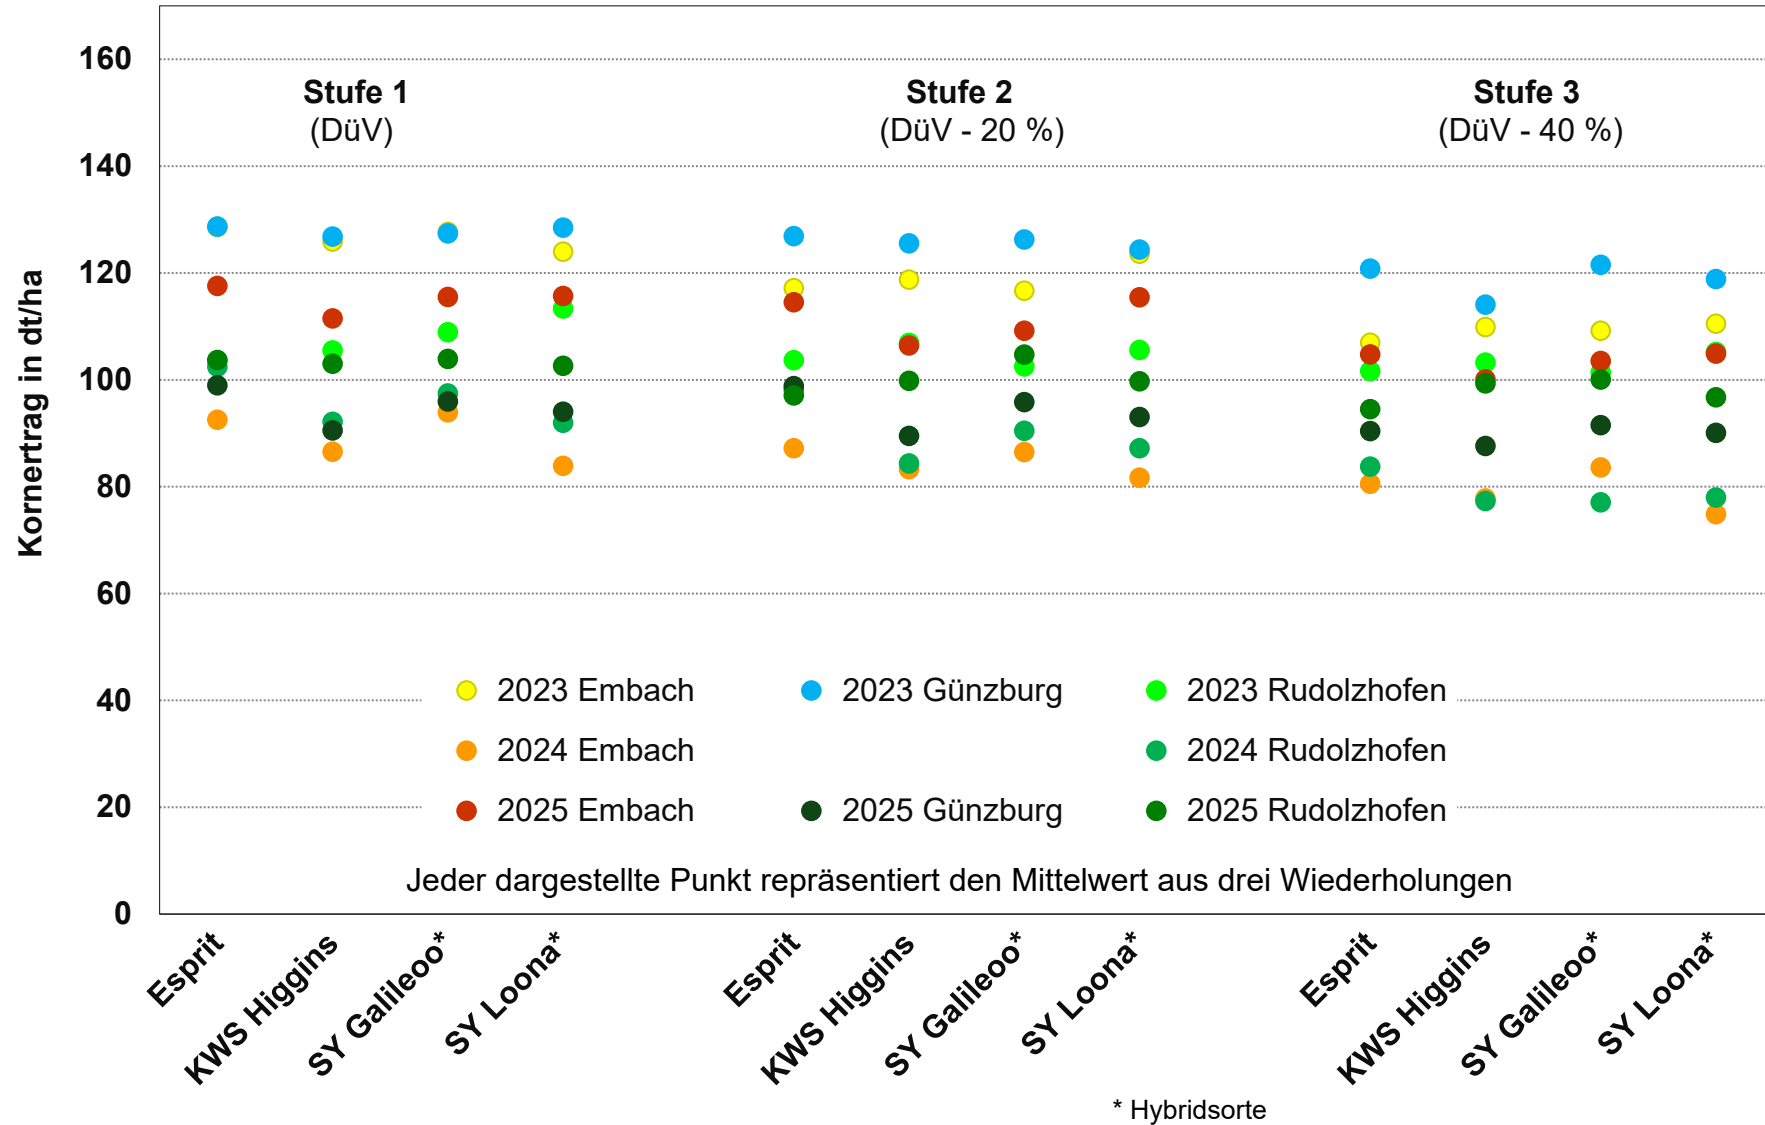 160
140
120
100
80
60
40
20
0
Kornertrag in dt/ha
Stufe 1
(DüV)
Stufe 2
(DüV - 20 %)
Stufe 3
(DüV - 40 %)
2023 Embach
2023 Günzburg
2023 Rudolzhofen
2024 Embach
2024 Rudolzhofen
2025 Embach
2025 Günzburg
2025 Rudolzhofen
Jeder dargestellte Punkt repräsentiert den Mittelwert aus drei Wiederholungen
Esprit
KWS Higgins
SY Galileoo*
SY Loona*
Esprit
KWS Higgins
SY Galileoo*
SY Loona*
Esprit
KWS Higgins
SY Galileoo*
SY Loona*
* Hybridsorte